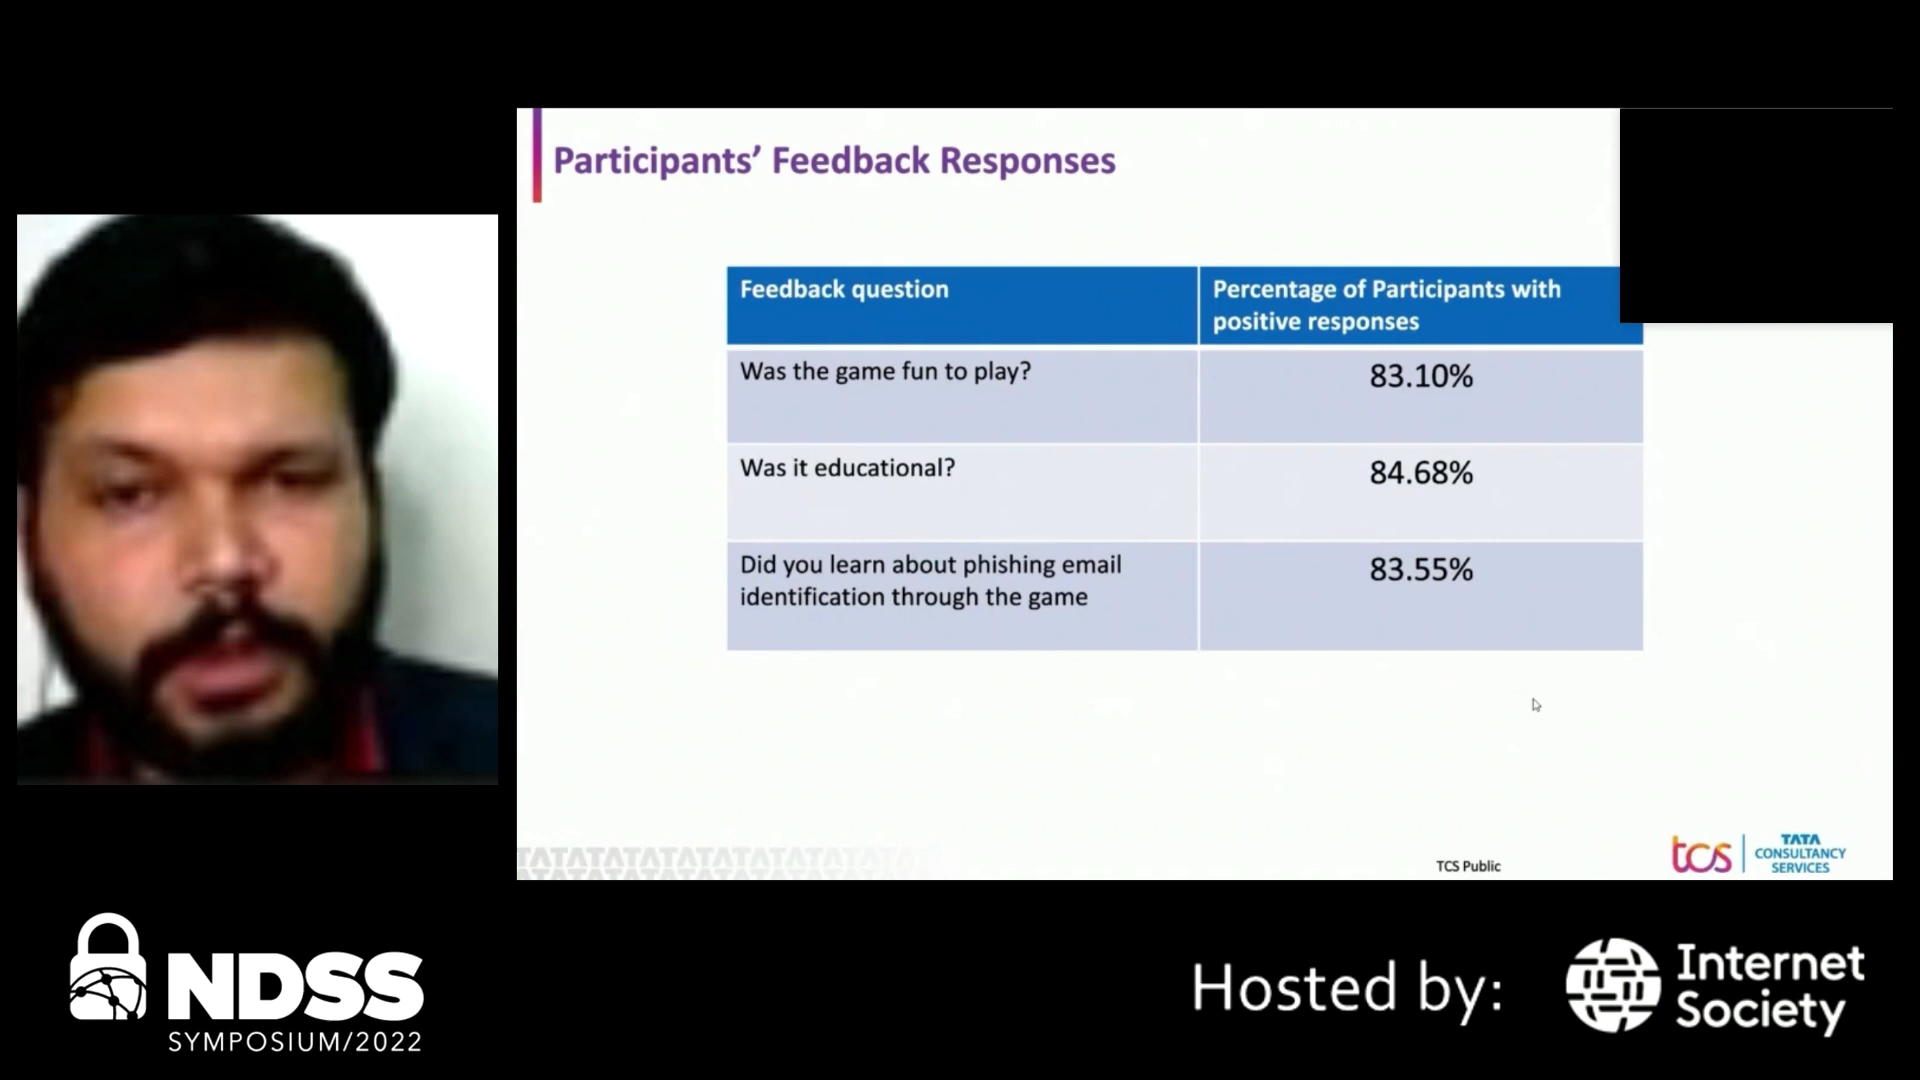 Participants’ Feedback Responses
Feedback question
Percentage of Participants with
positive responses
Was the game fun to play?
83.10%
Was it educational?
84.68%
Did you learn about phishing email
identification through the game
83.55%
TATATATATATATATATATATA
TCS Public
tcs
TATA
CONSULTANCY
SERVICES
NDSS
SYMPOSIUM/2022
Hosted by:
Internet
Society